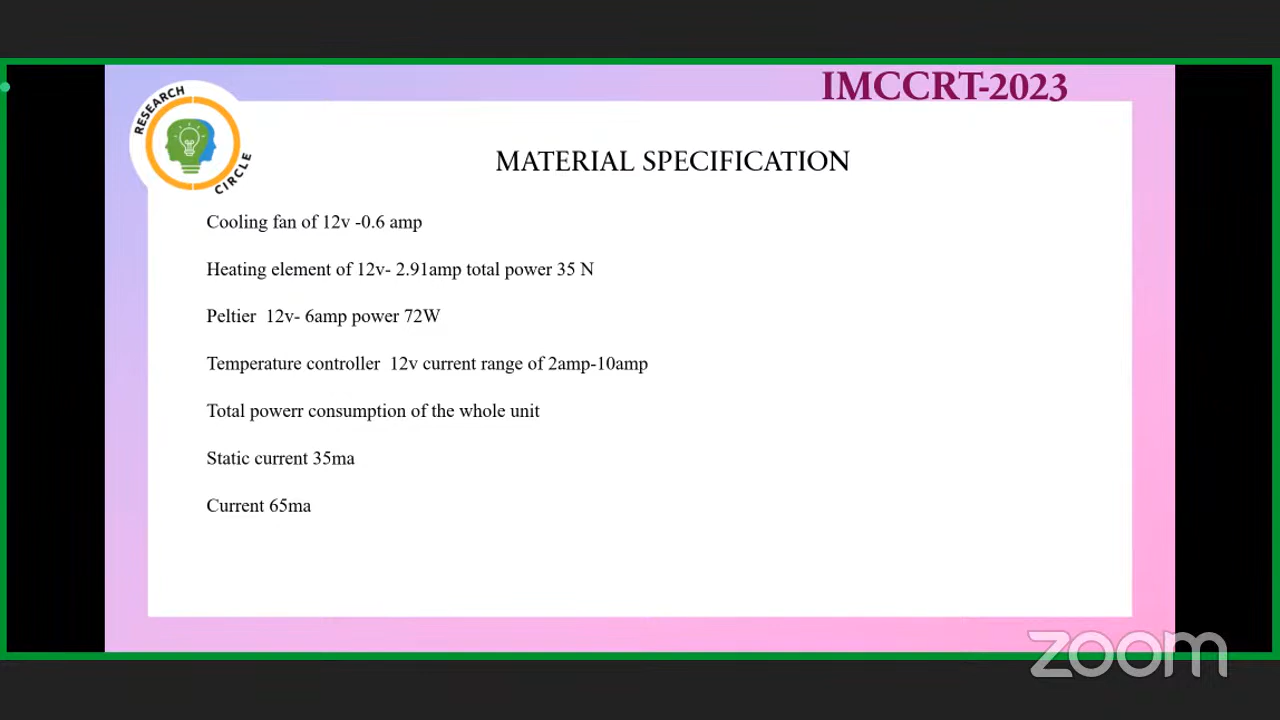 IMCCRT-2023
RESEARCH
CIRCLE
MATERIAL SPECIFICATION
Cooling fan of 12v -0.6 amp
Heating element of 12v- 2.91amp total power 35 N
Peltier  12v- 6amp power 72W
Temperature controller  12v current range of 2amp-10amp
Total powerr consumption of the whole unit
Static current 35ma
Current 65ma
zoom